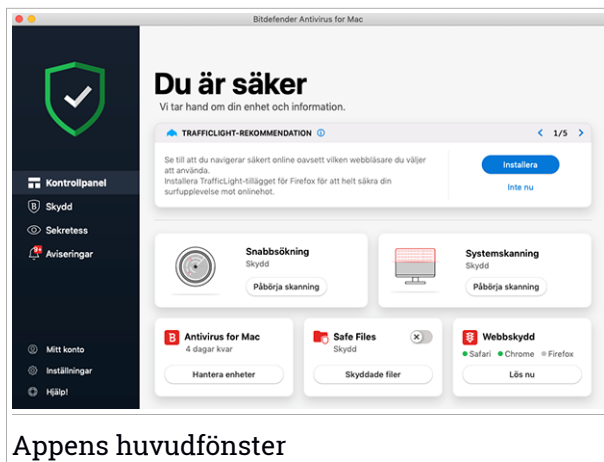 Bitdefender Antivirus for Mac
Du är säker
Vi tar hand om din enhet och information.
TRAFFICLIGHT-REKOMMENDATION
1/5
Se till att du navigerar säkert online oavsett vilken webbläsare du väljer
att använda.
Installera TrafficLight-tillägget för Firefox för att helt säkra din
surfupplevelse mot onlinehot.
Installera
Inte nu
Kontrollpanel
Skydd
Sekretess
9+
Aviseringar
Snabbsökning
Skydd
Påbörja skanning
Systemskanning
Skydd
Påbörja skanning
B Antivirus for Mac
4 dagar kvar
Hantera enheter
Safe Files
Skydd
Skyddade filer
Webbskydd
Safari Chrome Firefox
Lös nu
Mitt konto
Inställningar
Hjälp!
Appens huvudfönster